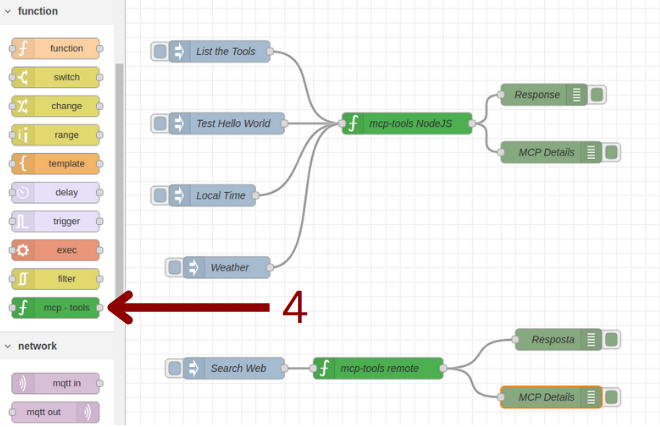 function
function
switch
change
range
template
delay
trigger
exec
filter
mcp - tools
network
mqtt in
mqtt out
List the Tools
Test Hello World
Local Time
Weather
mcp-tools NodeJS
Response
MCP Details
4
Search Web
mcp-tools remote
Resposta
MCP Details